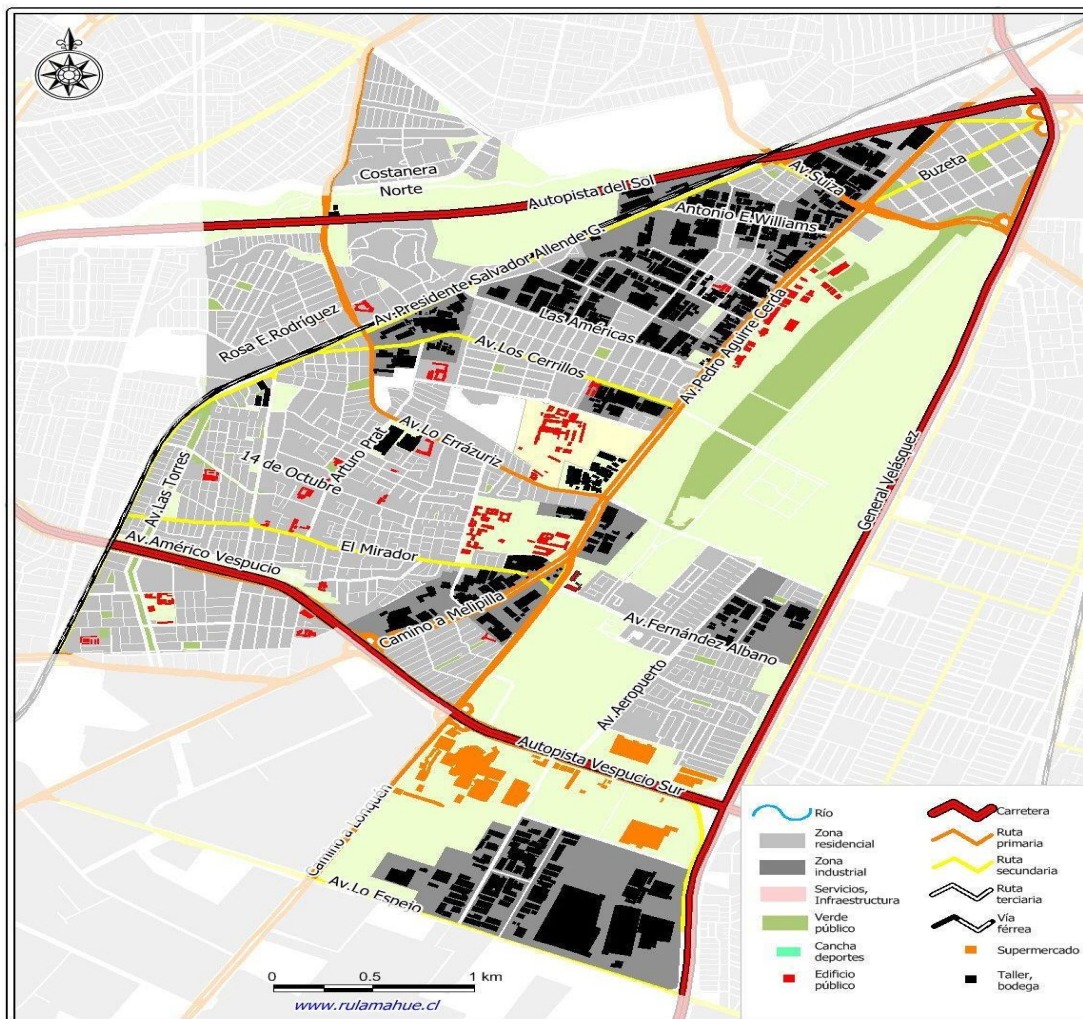 Costanera
Norte
Autopista del Sol
Av.Suiza
Buzeta
Antonio E.Williams
Av.Presidente Salvador Allende G.
Rosa E.Rodríguez
Las Américas
Av.Los Cerrillos
Av.Pedro Aguirre Cerda
Av.Lo Errázuriz
Arturo Prat
14 de Octubre
Av.Las Torres
General Velásquez
El Mirador
Av.Américo Vespucio
Camino a Melipilla
Av.Fernández Albano
Av.Aeropuerto
Autopista Vespucio Sur
Camino a Lonquén
Av.Lo Espejo
0 0.5 1 km
www.rulamahue.cl
Río
Zona
residencial
Zona
industrial
Servicios,
Infraestructura
Verde
público
Cancha
deportes
Edificio
público
Carretera
Ruta
primaria
Ruta
secundaria
Ruta
terciaria
Vía
férrea
Supermercado
Taller,
bodega